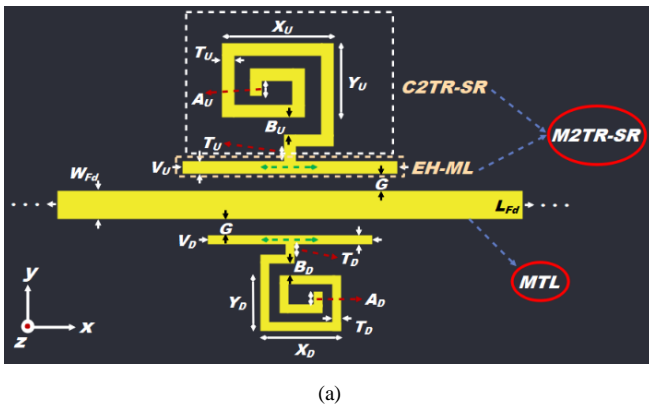 X_U
T_U
Y_U
A_U
C2TR-SR
B_U
T_U
M2TR-SR
V_U
EH-ML
G
W_Fd
L_Fd
G
V_D
T_D
B_D
MTL
Y_D
A_D
y
T_D
x
z
X_D
(a)